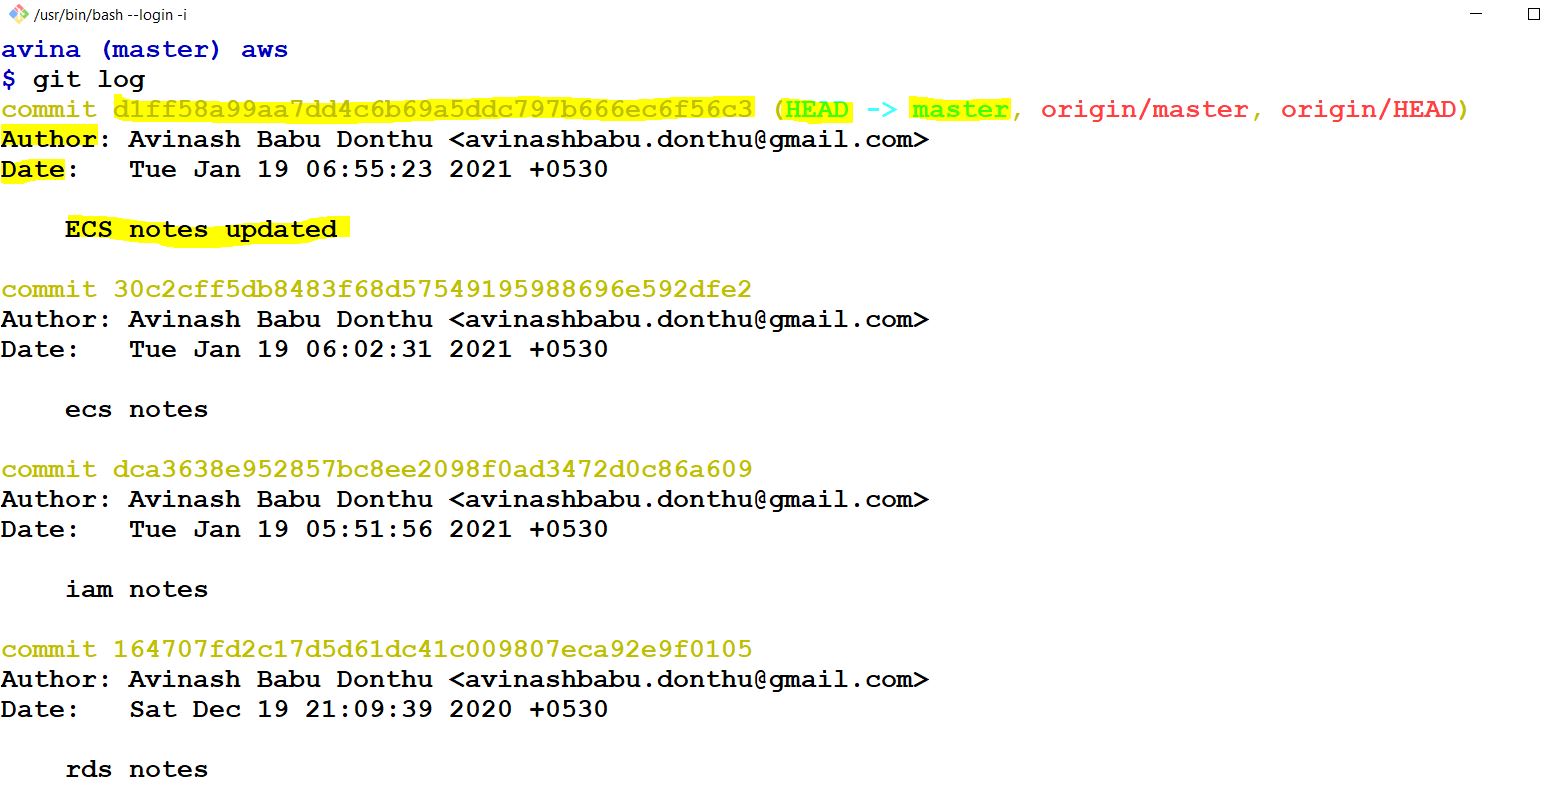 /usr/bin/bash --login -i
avina (master) aws
$ git log
commit d1ff58a99aa7dd4c6b69a5ddc797b666ec6f56c3 (HEAD -> master, origin/master, origin/HEAD)
Author: Avinash Babu Donthu <avinashbabu.donthu@gmail.com>
Date:   Tue Jan 19 06:55:23 2021 +0530
    ECS notes updated
commit 30c2cff5db8483f68d57549195988696e592dfe2
Author: Avinash Babu Donthu <avinashbabu.donthu@gmail.com>
Date:   Tue Jan 19 06:02:31 2021 +0530
    ecs notes
commit dca3638e952857bc8ee2098f0ad3472d0c86a609
Author: Avinash Babu Donthu <avinashbabu.donthu@gmail.com>
Date:   Tue Jan 19 05:51:56 2021 +0530
    iam notes
commit 164707fd2c17d5d61dc41c009807eca92e9f0105
Author: Avinash Babu Donthu <avinashbabu.donthu@gmail.com>
Date:   Sat Dec 19 21:09:39 2020 +0530
    rds notes